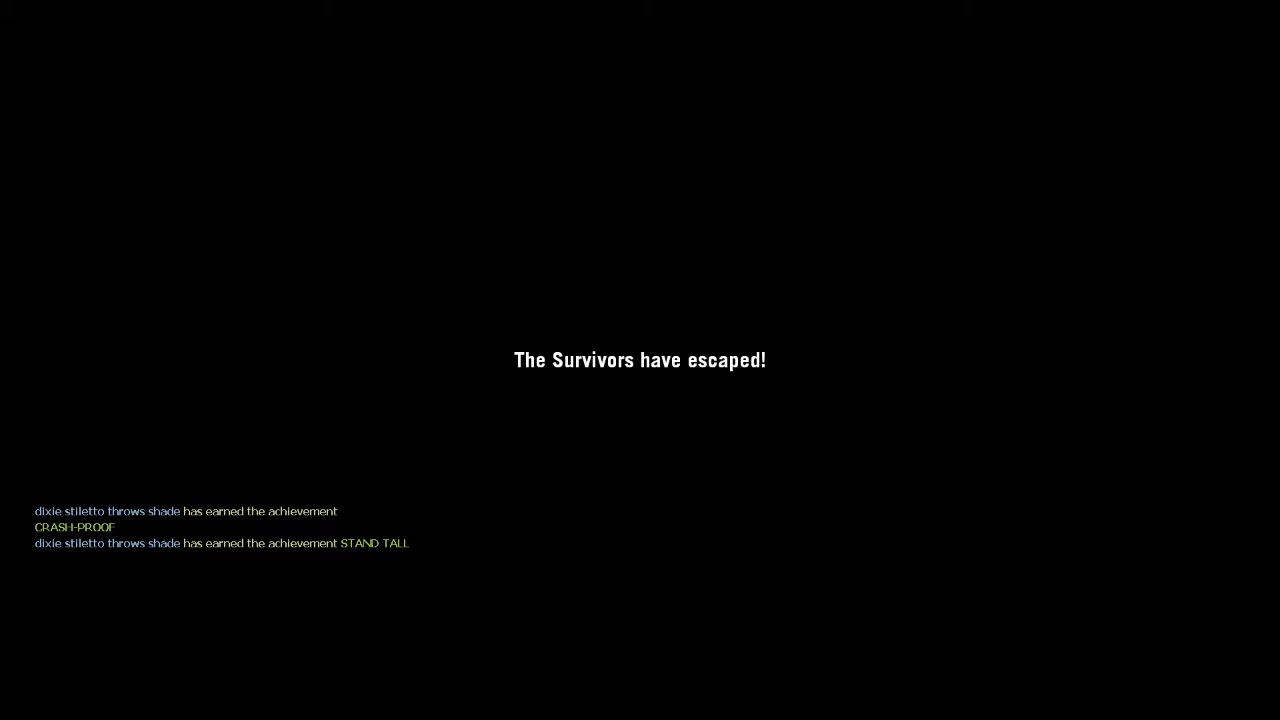 The Survivors have escaped!
dixie stiletto throws shade has earned the achievement
CRASH-PROOF
dixie stiletto throws shade has earned the achievement STAND TALL